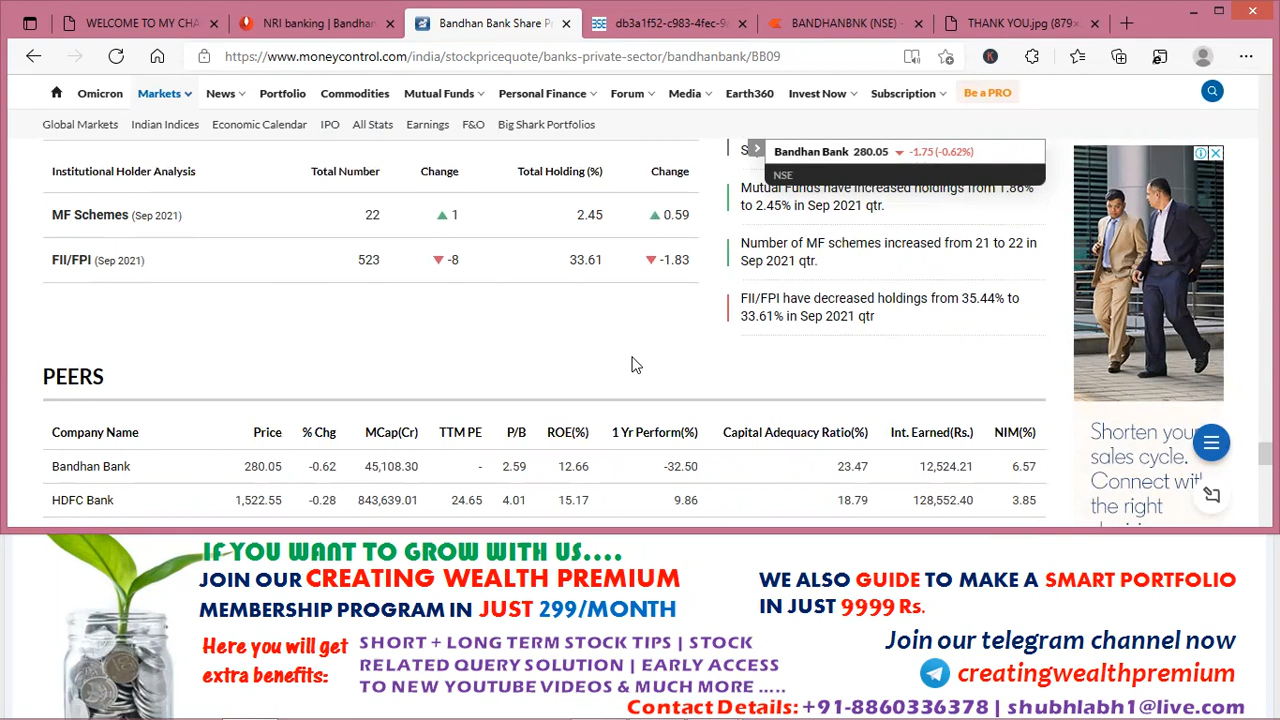 WELCOME TO MY CHA
NRI banking | Bandhan
Bandhan Bank Share Pr
db3a1f52-c983-4fec-9
BANDHANBNK (NSE) -
THANK YOU.jpg (879×
https://www.moneycontrol.com/india/stockpricequote/banks-private-sector/bandhanbank/BB09
Omicron Markets News Portfolio Commodities Mutual Funds Personal Finance Forum Media Earth360 Invest Now Subscription Be a PRO
Global Markets Indian Indices Economic Calendar IPO All Stats Earnings F&O Big Shark Portfolios
Bandhan Bank 280.05 -1.75 (-0.62%)
NSE
Institutional Holder Analysis Total Number Change Total Holding (%) Change
MF Schemes (Sep 2021) 22 1 2.45 0.59
FII/FPI (Sep 2021) 523 -8 33.61 -1.83
Mutual Funds have increased holdings from 1.86%
to 2.45% in Sep 2021 qtr.
Number of MF schemes increased from 21 to 22 in
Sep 2021 qtr.
FII/FPI have decreased holdings from 35.44% to
33.61% in Sep 2021 qtr
PEERS
Company Name Price % Chg MCap(Cr) TTM PE P/B ROE(%) 1 Yr Perform(%) Capital Adequacy Ratio(%) Int. Earned(Rs.) NIM(%)
Bandhan Bank 280.05 -0.62 45,108.30 - 2.59 12.66 -32.50 23.47 12,524.21 6.57
HDFC Bank 1,522.55 -0.28 843,639.01 24.65 4.01 15.17 9.86 18.79 128,552.40 3.85
Shorten your
sales cycle.
Connect with
the right
IF YOU WANT TO GROW WITH US....
JOIN OUR CREATING WEALTH PREMIUM
MEMBERSHIP PROGRAM IN JUST 299/MONTH
Here you will get
extra benefits:
SHORT + LONG TERM STOCK TIPS | STOCK
RELATED QUERY SOLUTION | EARLY ACCESS
TO NEW YOUTUBE VIDEOS & MUCH MORE .....
WE ALSO GUIDE TO MAKE A SMART PORTFOLIO
IN JUST 9999 Rs.
Join our telegram channel now
creatingwealthpremium
Contact Details: +91-8860336378 | shubhlabh1@live.com